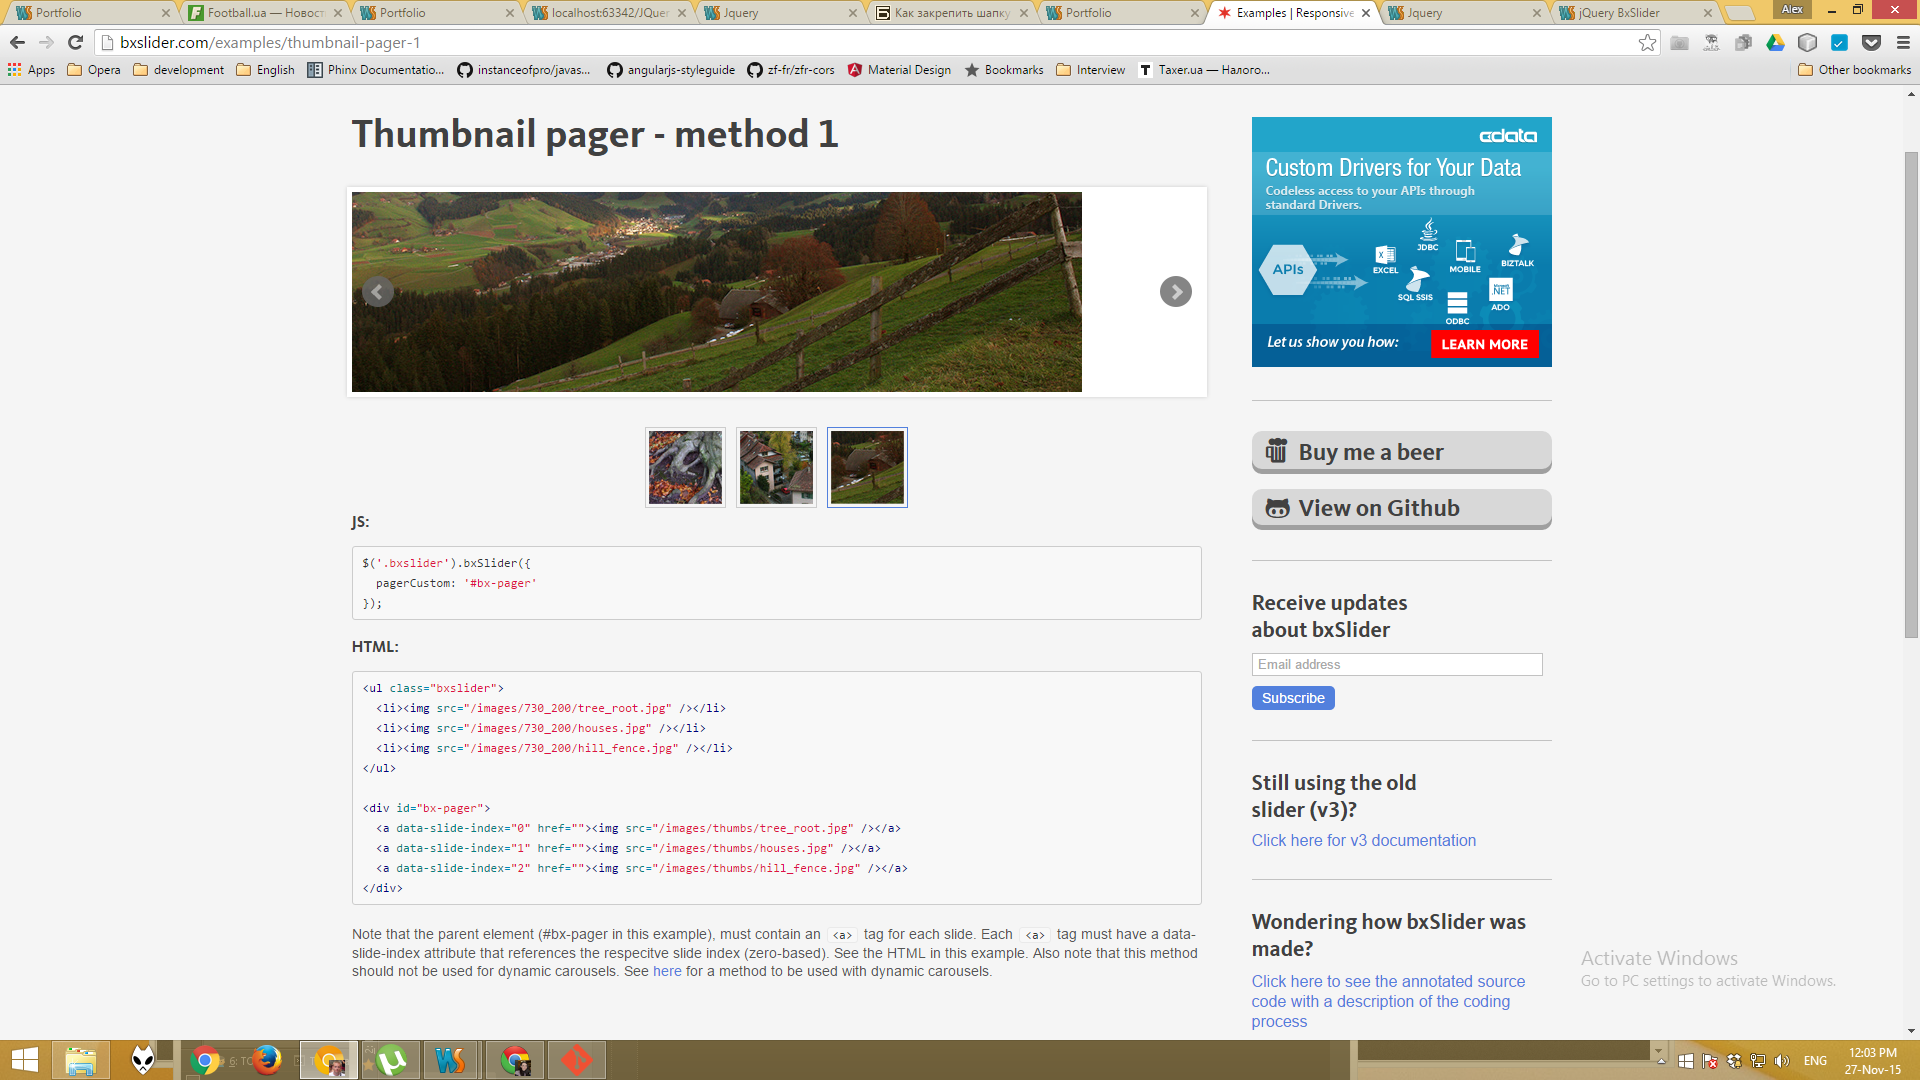 Portfolio
Football.ua — Новост
Portfolio
localhost:63342/JQuer
Jquery
Как закрепить шапку
Portfolio
Examples | Responsive
Jquery
jQuery BxSlider
Alex
bxslider.com/examples/thumbnail-pager-1
Apps
Opera
development
English
Phinx Documentatio...
instanceofpro/javas...
angularjs-styleguide
zf-fr/zfr-cors
Material Design
Bookmarks
Interview
Taxer.ua — Налого...
Other bookmarks
Thumbnail pager - method 1
JS:
$('.bxslider').bxSlider({
pagerCustom: '#bx-pager'
});
HTML:
<ul class="bxslider">
<li><img src="/images/730_200/tree_root.jpg" /></li>
<li><img src="/images/730_200/houses.jpg" /></li>
<li><img src="/images/730_200/hill_fence.jpg" /></li>
</ul>
<div id="bx-pager">
<a data-slide-index="0" href=""><img src="/images/thumbs/tree_root.jpg" /></a>
<a data-slide-index="1" href=""><img src="/images/thumbs/houses.jpg" /></a>
<a data-slide-index="2" href=""><img src="/images/thumbs/hill_fence.jpg" /></a>
</div>
Note that the parent element (#bx-pager in this example), must contain an <a> tag for each slide. Each <a> tag must have a data-
slide-index attribute that references the respecitve slide index (zero-based). See the HTML in this example. Also note that this method
should not be used for dynamic carousels. See here for a method to be used with dynamic carousels.
cdata
Custom Drivers for Your Data
Codeless access to your APIs through
standard Drivers.
APIs
JDBC
EXCEL
MOBILE
BIZTALK
SQL SSIS
.NET
ADO
ODBC
Let us show you how:
LEARN MORE
Buy me a beer
View on Github
Receive updates
about bxSlider
Email address
Subscribe
Still using the old
slider (v3)?
Click here for v3 documentation
Wondering how bxSlider was
made?
Click here to see the annotated source
code with a description of the coding
process
Activate Windows
Go to PC settings to activate Windows.
ENG
12:03 PM
27-Nov-15